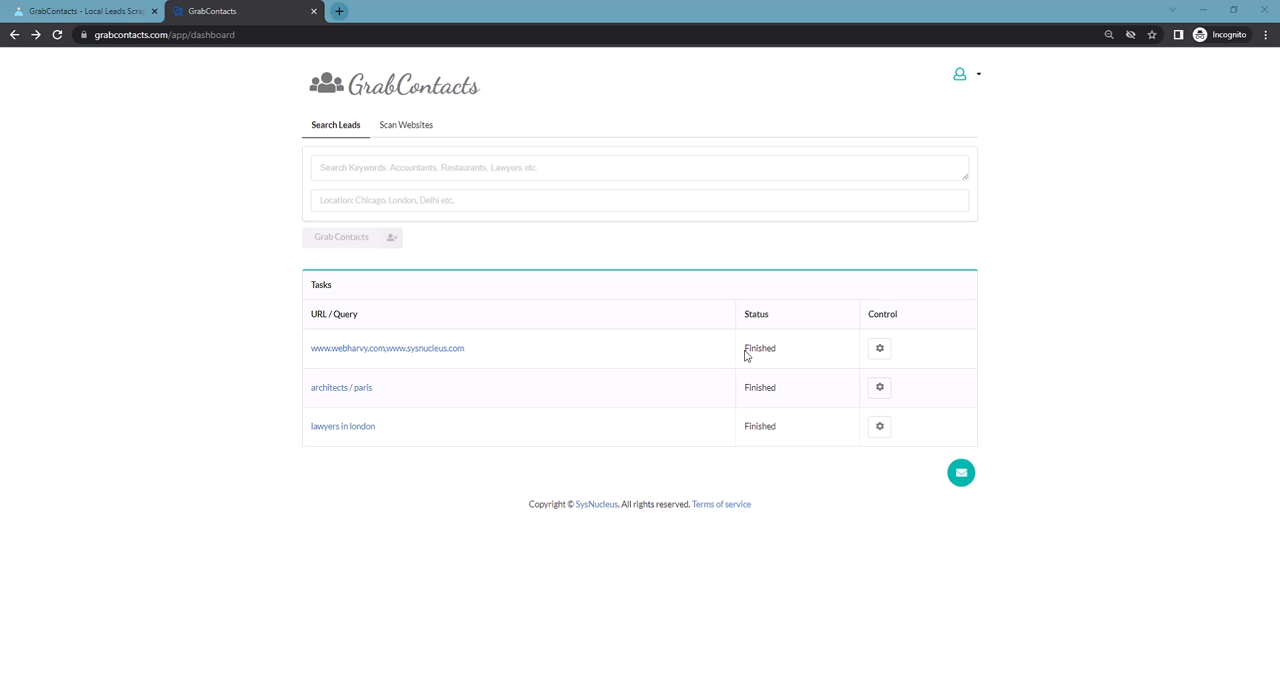 GrabContacts - Local Leads Scrap
GrabContacts
grabcontacts.com/app/dashboard
Incognito
GrabContacts
Search Leads
Scan Websites
Search Keywords. Accountants, Restaurants, Lawyers etc.
Location: Chicago, London, Delhi etc.
Grab Contacts
Tasks
URL / Query
Status
Control
www.webharvy.com,www.sysnucleus.com
Finished
architects / paris
Finished
lawyers in london
Finished
Copyright © SysNucleus. All rights reserved. Terms of service